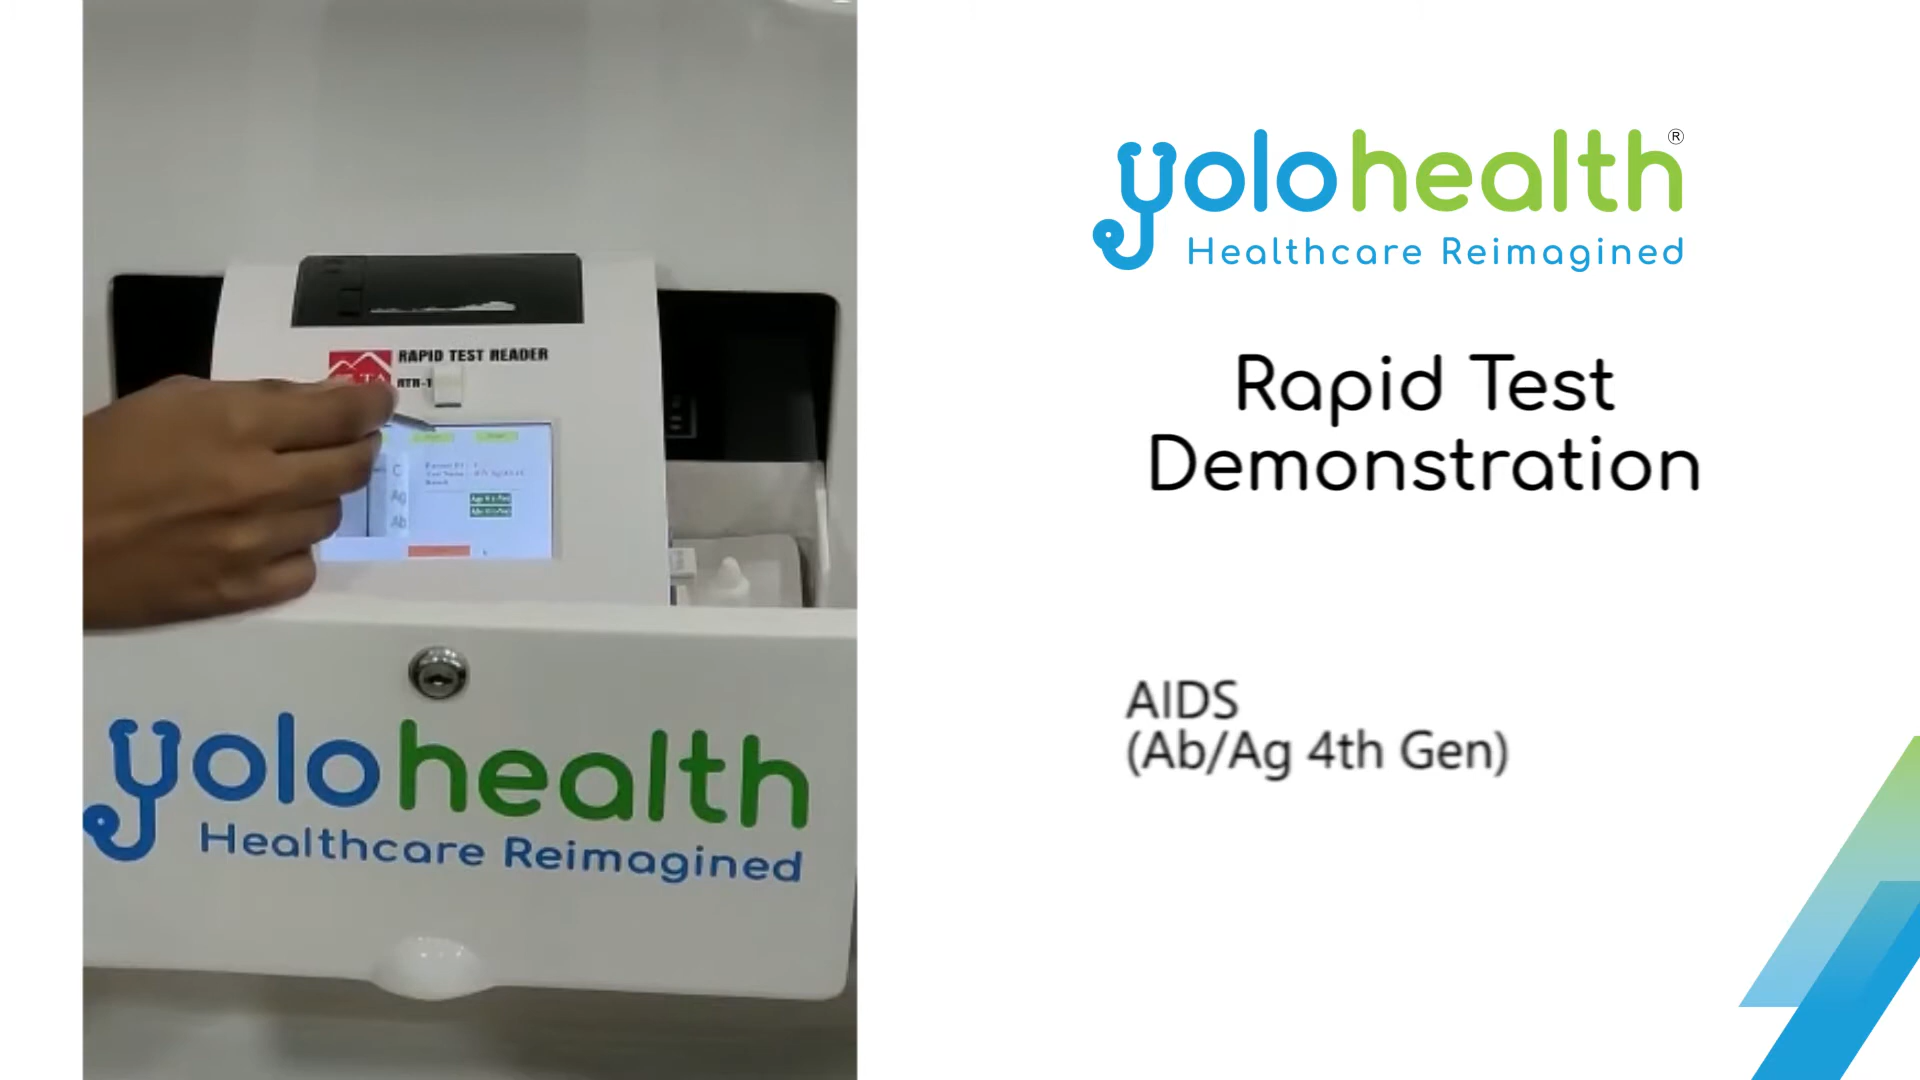 RAPID TEST READER
C
Ag
Ab
yolohealth
Healthcare Reimagined
yolohealth®
Healthcare Reimagined
Rapid Test
Demonstration
AIDS
(Ab/Ag 4th Gen)